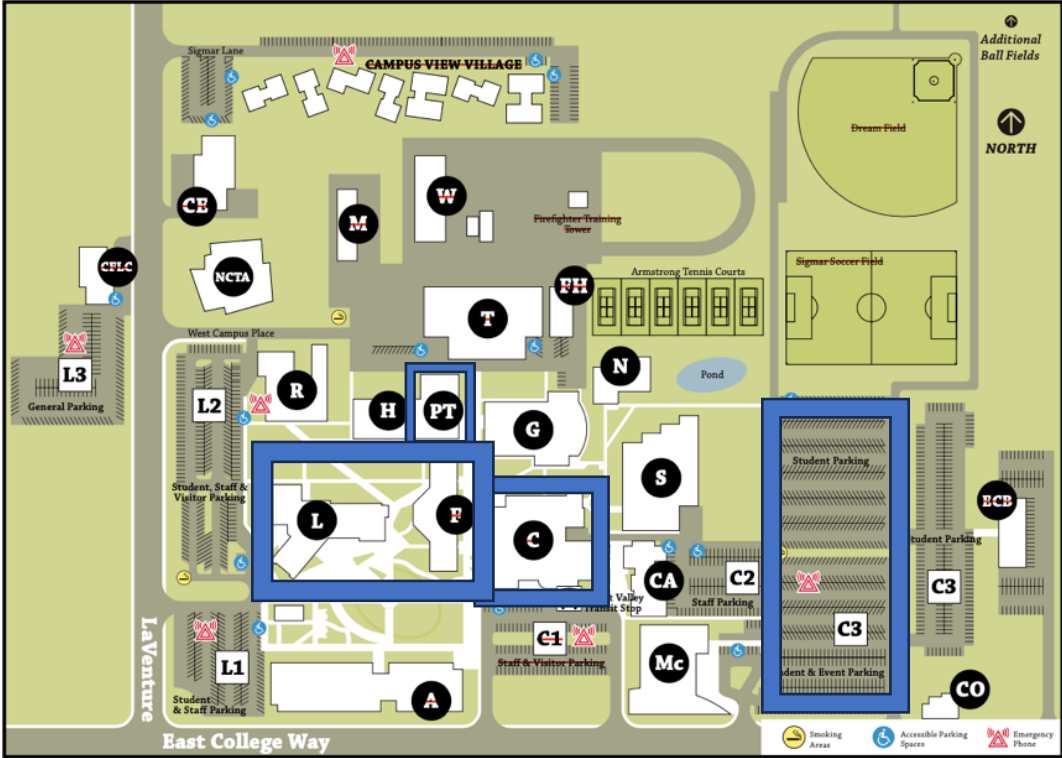 Sigmar Lane
CAMPUS VIEW VILLAGE
Additional
Ball Fields
NORTH
Dream Field
CE
M
W
Firefighter Training
Tower
CFLC
NCTA
Sigmar Soccer Field
Armstrong Tennis Courts
FH
T
West Campus Place
L3
General Parking
L2
R
N
Pond
H
PT
G
Student Parking
S
Student, Staff &
Visitor Parking
L
F
C
ECB
Student Parking
CA
C2
Staff Parking
C3
Valley
Transit Stop
C1
Staff & Visitor Parking
C3
& Event Parking
L1
Student
& Staff Parking
A
Mc
CO
LaVenture
East College Way
Smoking
Areas
Accessible Parking
Spaces
Emergency
Phone